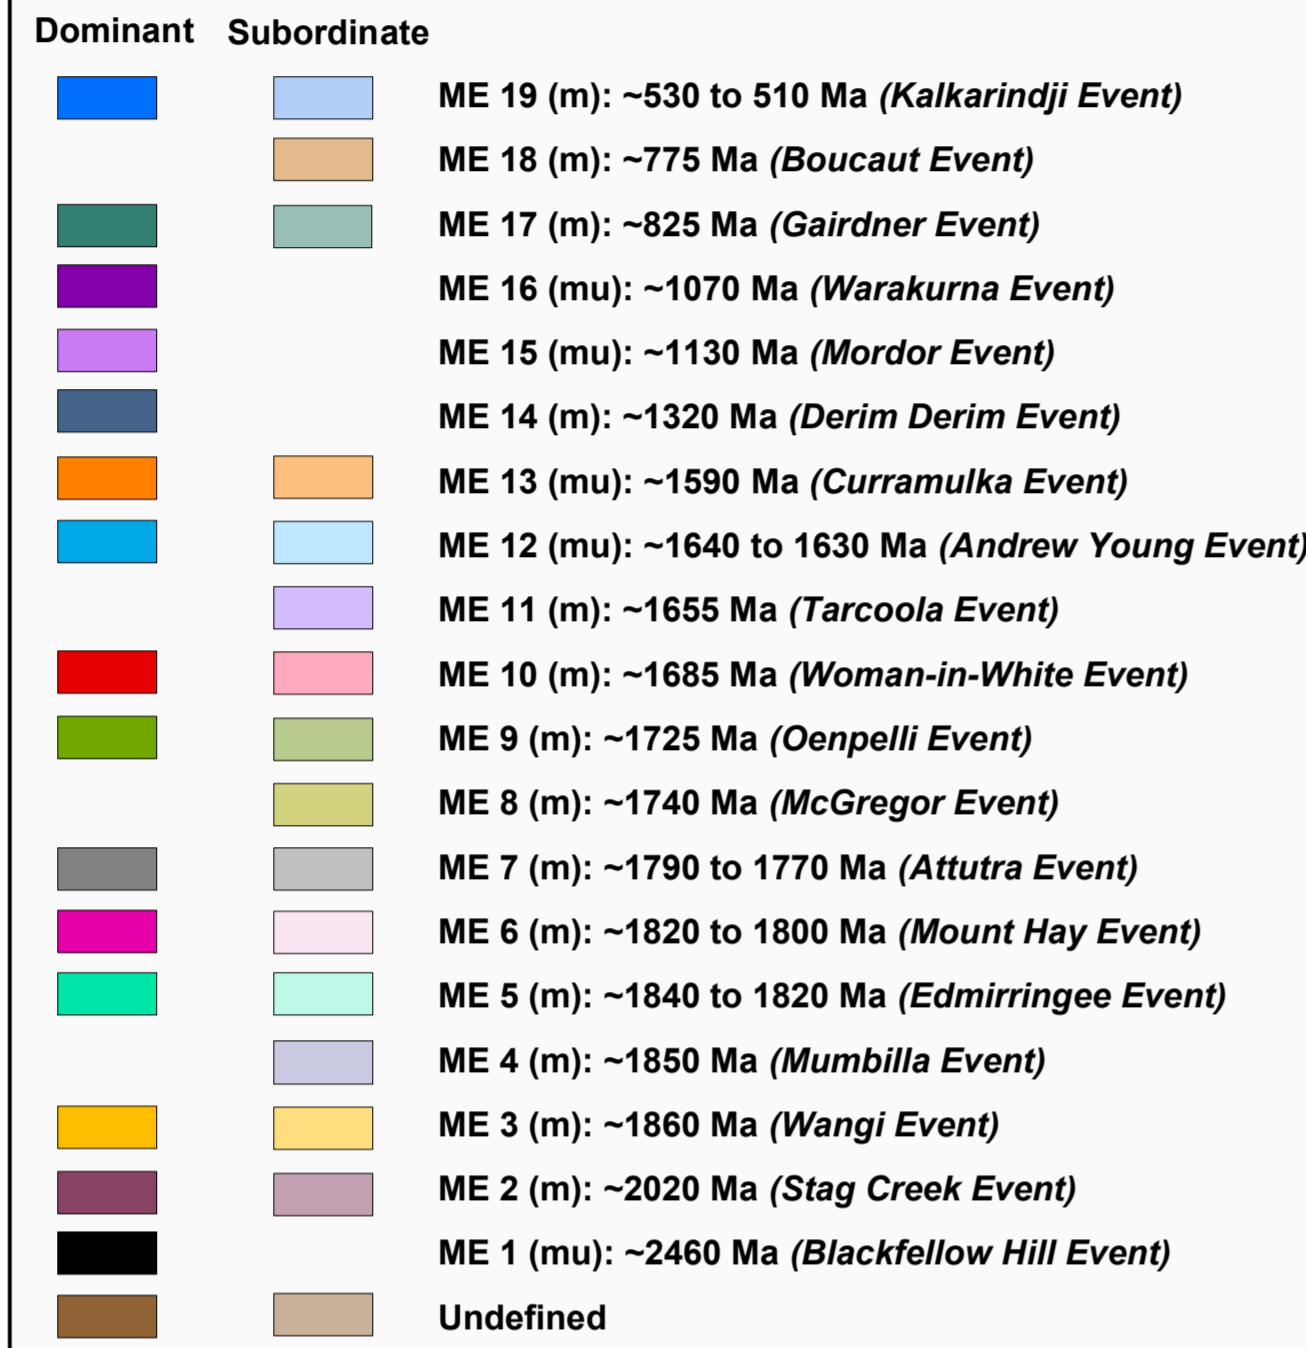 Dominant Subordinate
ME 19 (m): ~530 to 510 Ma (Kalkarindji Event)
ME 18 (m): ~775 Ma (Boucaut Event)
ME 17 (m): ~825 Ma (Gairdner Event)
ME 16 (mu): ~1070 Ma (Warakurna Event)
ME 15 (mu): ~1130 Ma (Mordor Event)
ME 14 (m): ~1320 Ma (Derim Derim Event)
ME 13 (mu): ~1590 Ma (Curramulka Event)
ME 12 (mu): ~1640 to 1630 Ma (Andrew Young Event)
ME 11 (m): ~1655 Ma (Tarcoola Event)
ME 10 (m): ~1685 Ma (Woman-in-White Event)
ME 9 (m): ~1725 Ma (Oenpelli Event)
ME 8 (m): ~1740 Ma (McGregor Event)
ME 7 (m): ~1790 to 1770 Ma (Attutra Event)
ME 6 (m): ~1820 to 1800 Ma (Mount Hay Event)
ME 5 (m): ~1840 to 1820 Ma (Edmirringee Event)
ME 4 (m): ~1850 Ma (Mumbilla Event)
ME 3 (m): ~1860 Ma (Wangi Event)
ME 2 (m): ~2020 Ma (Stag Creek Event)
ME 1 (mu): ~2460 Ma (Blackfellow Hill Event)
Undefined